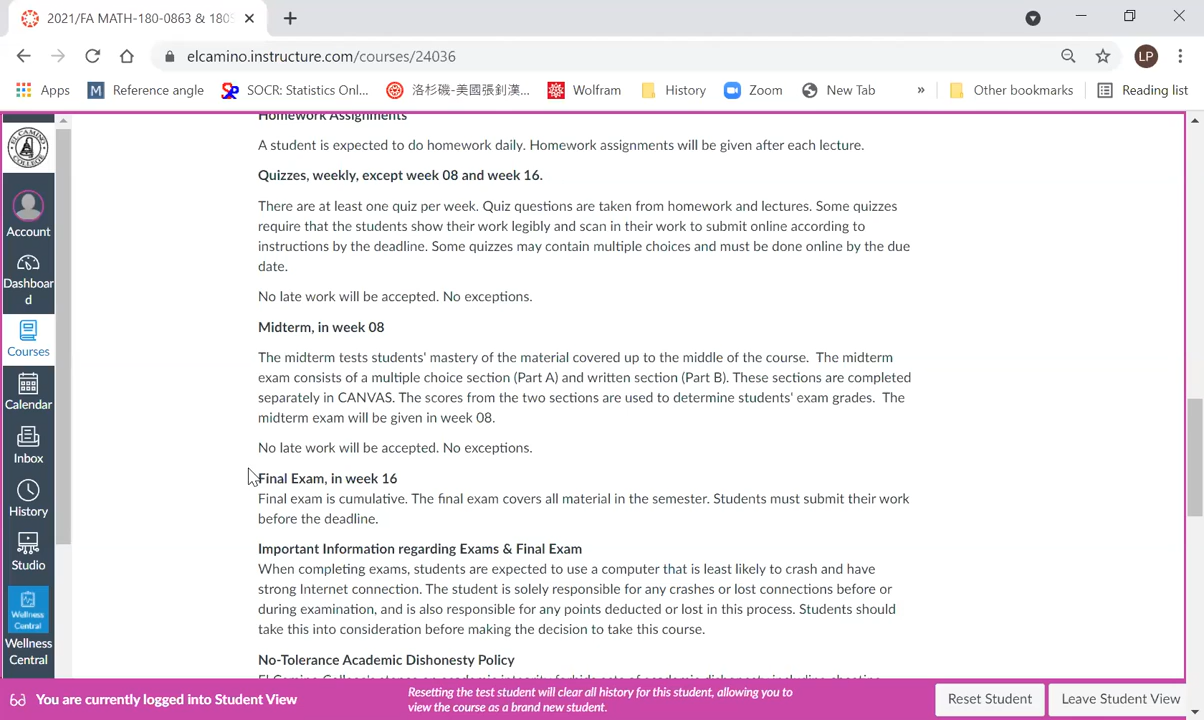 2021/FA MATH-180-0863 & 180S
elcamino.instructure.com/courses/24036
LP
Apps
M Reference angle
SOCR: Statistics Onl...
洛杉磯-美國張釗漢...
Wolfram
History
Zoom
New Tab
»
Other bookmarks
Reading list
Homework Assignments
A student is expected to do homework daily. Homework assignments will be given after each lecture.
Quizzes, weekly, except week 08 and week 16.
There are at least one quiz per week. Quiz questions are taken from homework and lectures. Some quizzes
require that the students show their work legibly and scan in their work to submit online according to
instructions by the deadline. Some quizzes may contain multiple choices and must be done online by the due
date.
No late work will be accepted. No exceptions.
Midterm, in week 08
The midterm tests students' mastery of the material covered up to the middle of the course. The midterm
exam consists of a multiple choice section (Part A) and written section (Part B). These sections are completed
separately in CANVAS. The scores from the two sections are used to determine students' exam grades. The
midterm exam will be given in week 08.
No late work will be accepted. No exceptions.
Final Exam, in week 16
Final exam is cumulative. The final exam covers all material in the semester. Students must submit their work
before the deadline.
Important Information regarding Exams & Final Exam
When completing exams, students are expected to use a computer that is least likely to crash and have
strong Internet connection. The student is solely responsible for any crashes or lost connections before or
during examination, and is also responsible for any points deducted or lost in this process. Students should
take this into consideration before making the decision to take this course.
No-Tolerance Academic Dishonesty Policy
Account
Dashboar
d
Courses
Calendar
Inbox
History
Studio
Wellness
Central
Wellness
Central
You are currently logged into Student View
Resetting the test student will clear all history for this student, allowing you to
view the course as a brand new student.
Reset Student
Leave Student View